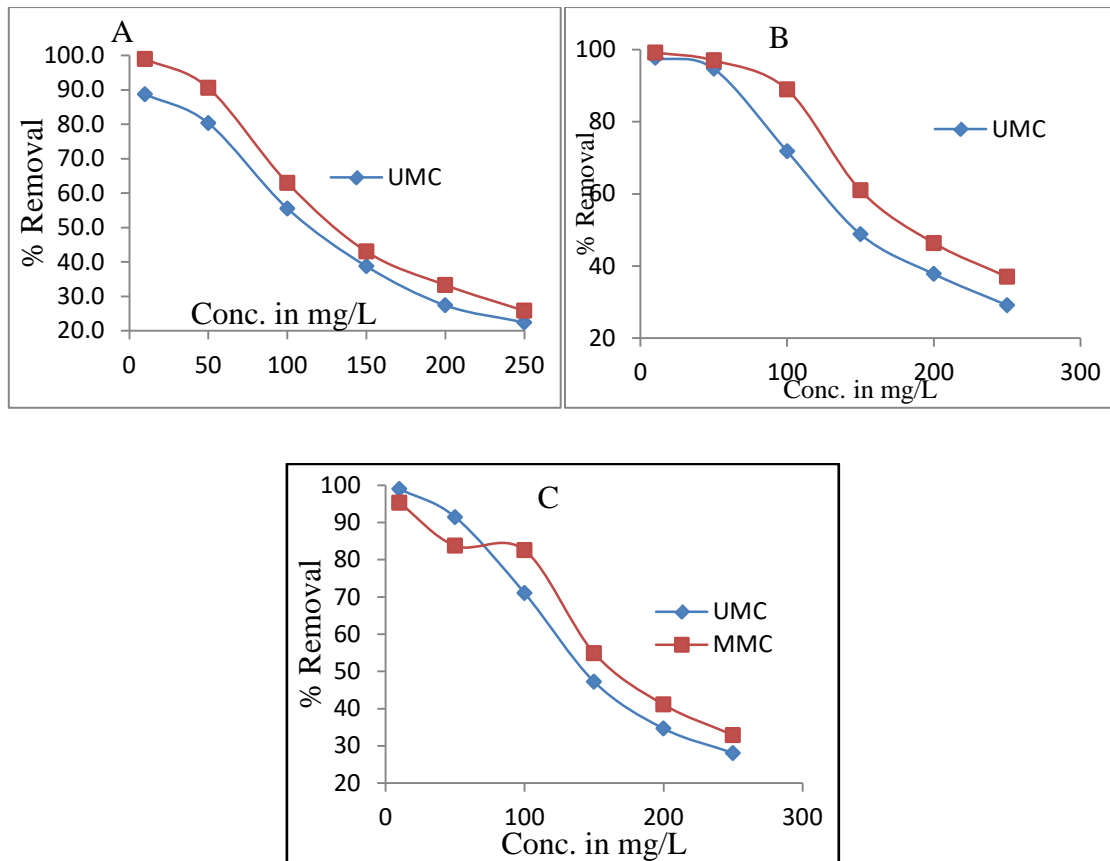 A
100.0
90.0
80.0
70.0
60.0
50.0
40.0
30.0
20.0
% Removal
UMC
Conc. in mg/L
0 50 100 150 200 250
B
100
80
60
40
20
% Removal
UMC
0 100 200 300
Conc. in mg/L
C
100
90
80
70
60
50
40
30
20
% Removal
UMC
MMC
0 100 200 300
Conc. in mg/L